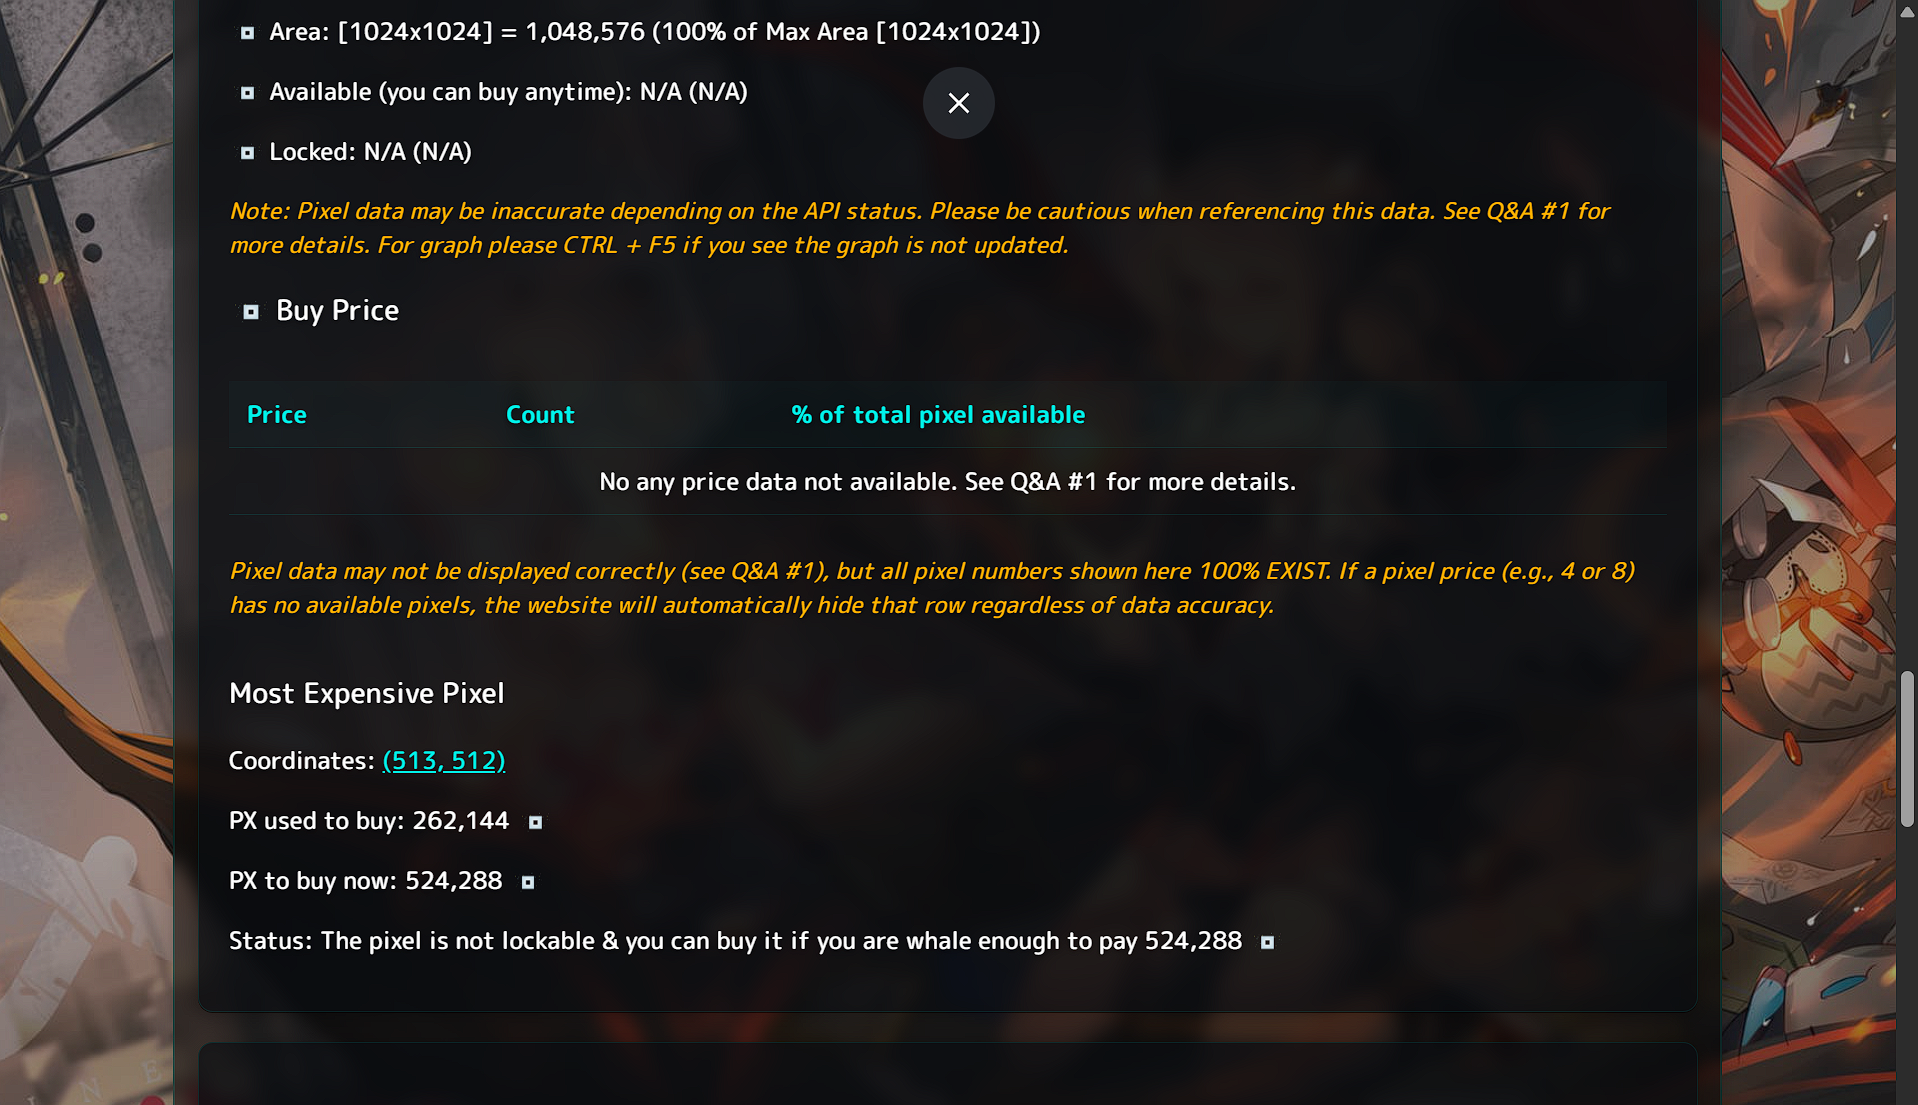 Area: [1024x1024] = 1,048,576 (100% of Max Area [1024x1024])
Available (you can buy anytime): N/A (N/A)
Locked: N/A (N/A)
Note: Pixel data may be inaccurate depending on the API status. Please be cautious when referencing this data. See Q&A #1 for
more details. For graph please CTRL + F5 if you see the graph is not updated.
Buy Price
Price Count % of total pixel available
No any price data not available. See Q&A #1 for more details.
Pixel data may not be displayed correctly (see Q&A #1), but all pixel numbers shown here 100% EXIST. If a pixel price (e.g., 4 or 8)
has no available pixels, the website will automatically hide that row regardless of data accuracy.
Most Expensive Pixel
Coordinates: (513, 512)
PX used to buy: 262,144
PX to buy now: 524,288
Status: The pixel is not lockable & you can buy it if you are whale enough to pay 524,288